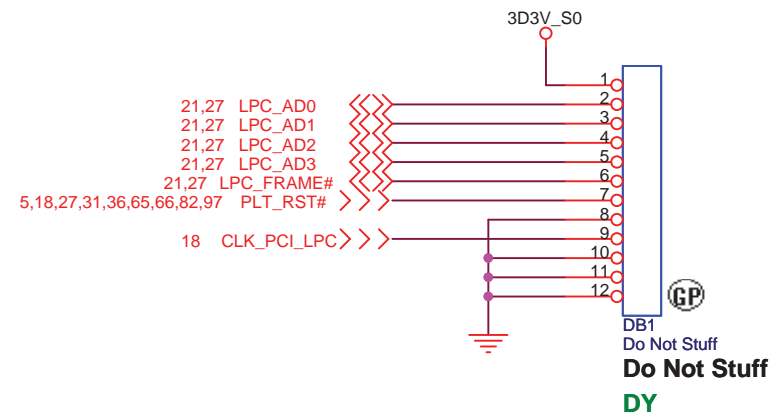 3D3V_S0
1
21,27 LPC_AD0 2
21,27 LPC_AD1 3
21,27 LPC_AD2 4
21,27 LPC_AD3 5
21,27 LPC_FRAME# 6
5,18,27,31,36,65,66,82,97 PLT_RST# 7
8
18 CLK_PCI_LPC 9
10
11
12
GP
DB1
Do Not Stuff
Do Not Stuff
DY